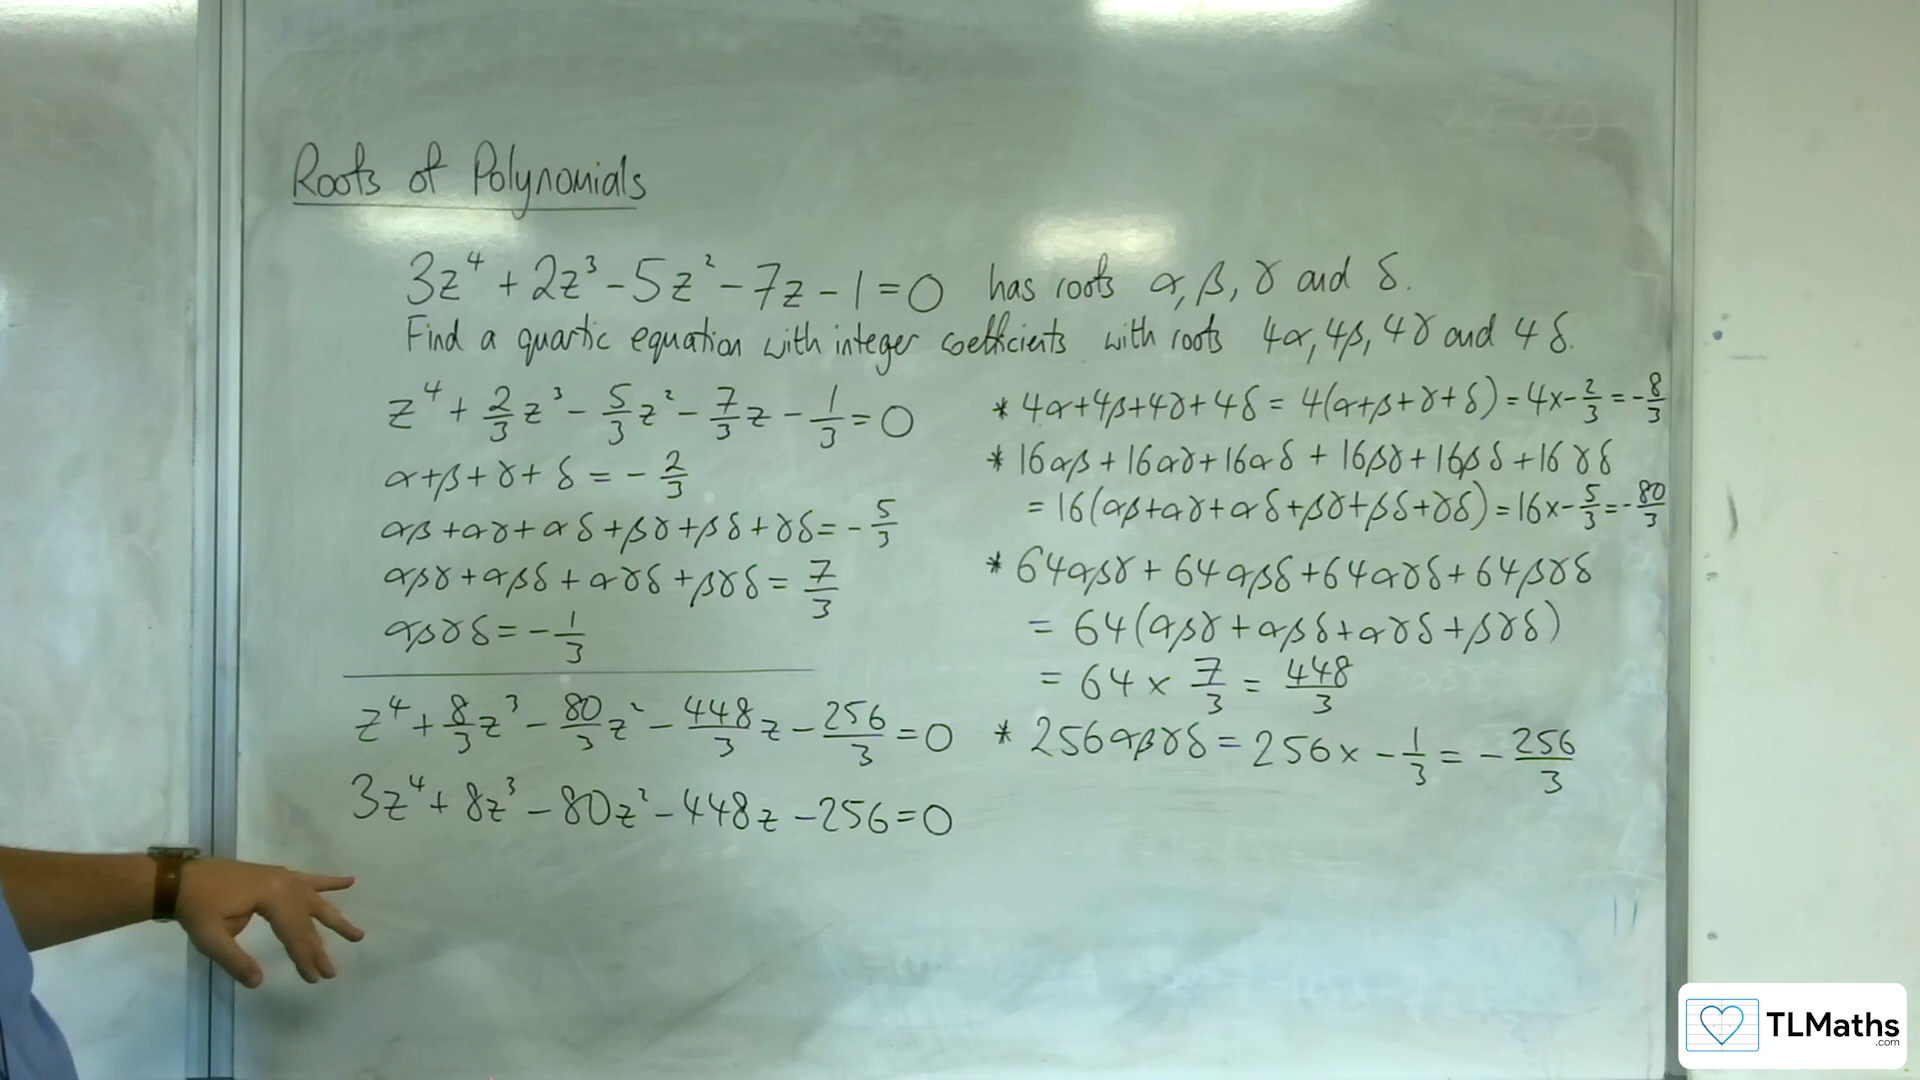 Roots of Polynomials
3z⁴ + 2z³ - 5z² - 7z - 1 = 0 has roots α, β, γ and δ.
Find a quartic equation with integer coefficients with roots 4α, 4β, 4γ and 4δ.
z⁴ + 2/3 z³ - 5/3 z² - 7/3 z - 1/3 = 0
α+β+γ+δ = -2/3
αβ+αγ+αδ+βγ+βδ+γδ = -5/3
αβγ+αβδ+αγδ+βγδ = 7/3
αβγδ = -1/3
z⁴ + 8/3 z³ - 80/3 z² - 448/3 z - 256/3 = 0
3z⁴ + 8z³ - 80z² - 448z - 256 = 0
* 4α+4β+4γ+4δ = 4(α+β+γ+δ) = 4×-2/3 = -8/3
* 16αβ + 16αγ + 16αδ + 16βγ + 16βδ + 16γδ
= 16(αβ+αγ+αδ+βγ+βδ+γδ) = 16×-5/3 = -80/3
* 64αβγ + 64αβδ + 64αγδ + 64βγδ
= 64(αβγ+αβδ+αγδ+βγδ)
= 64 × 7/3 = 448/3
* 256αβγδ = 256 × -1/3 = -256/3
TLMaths
.com